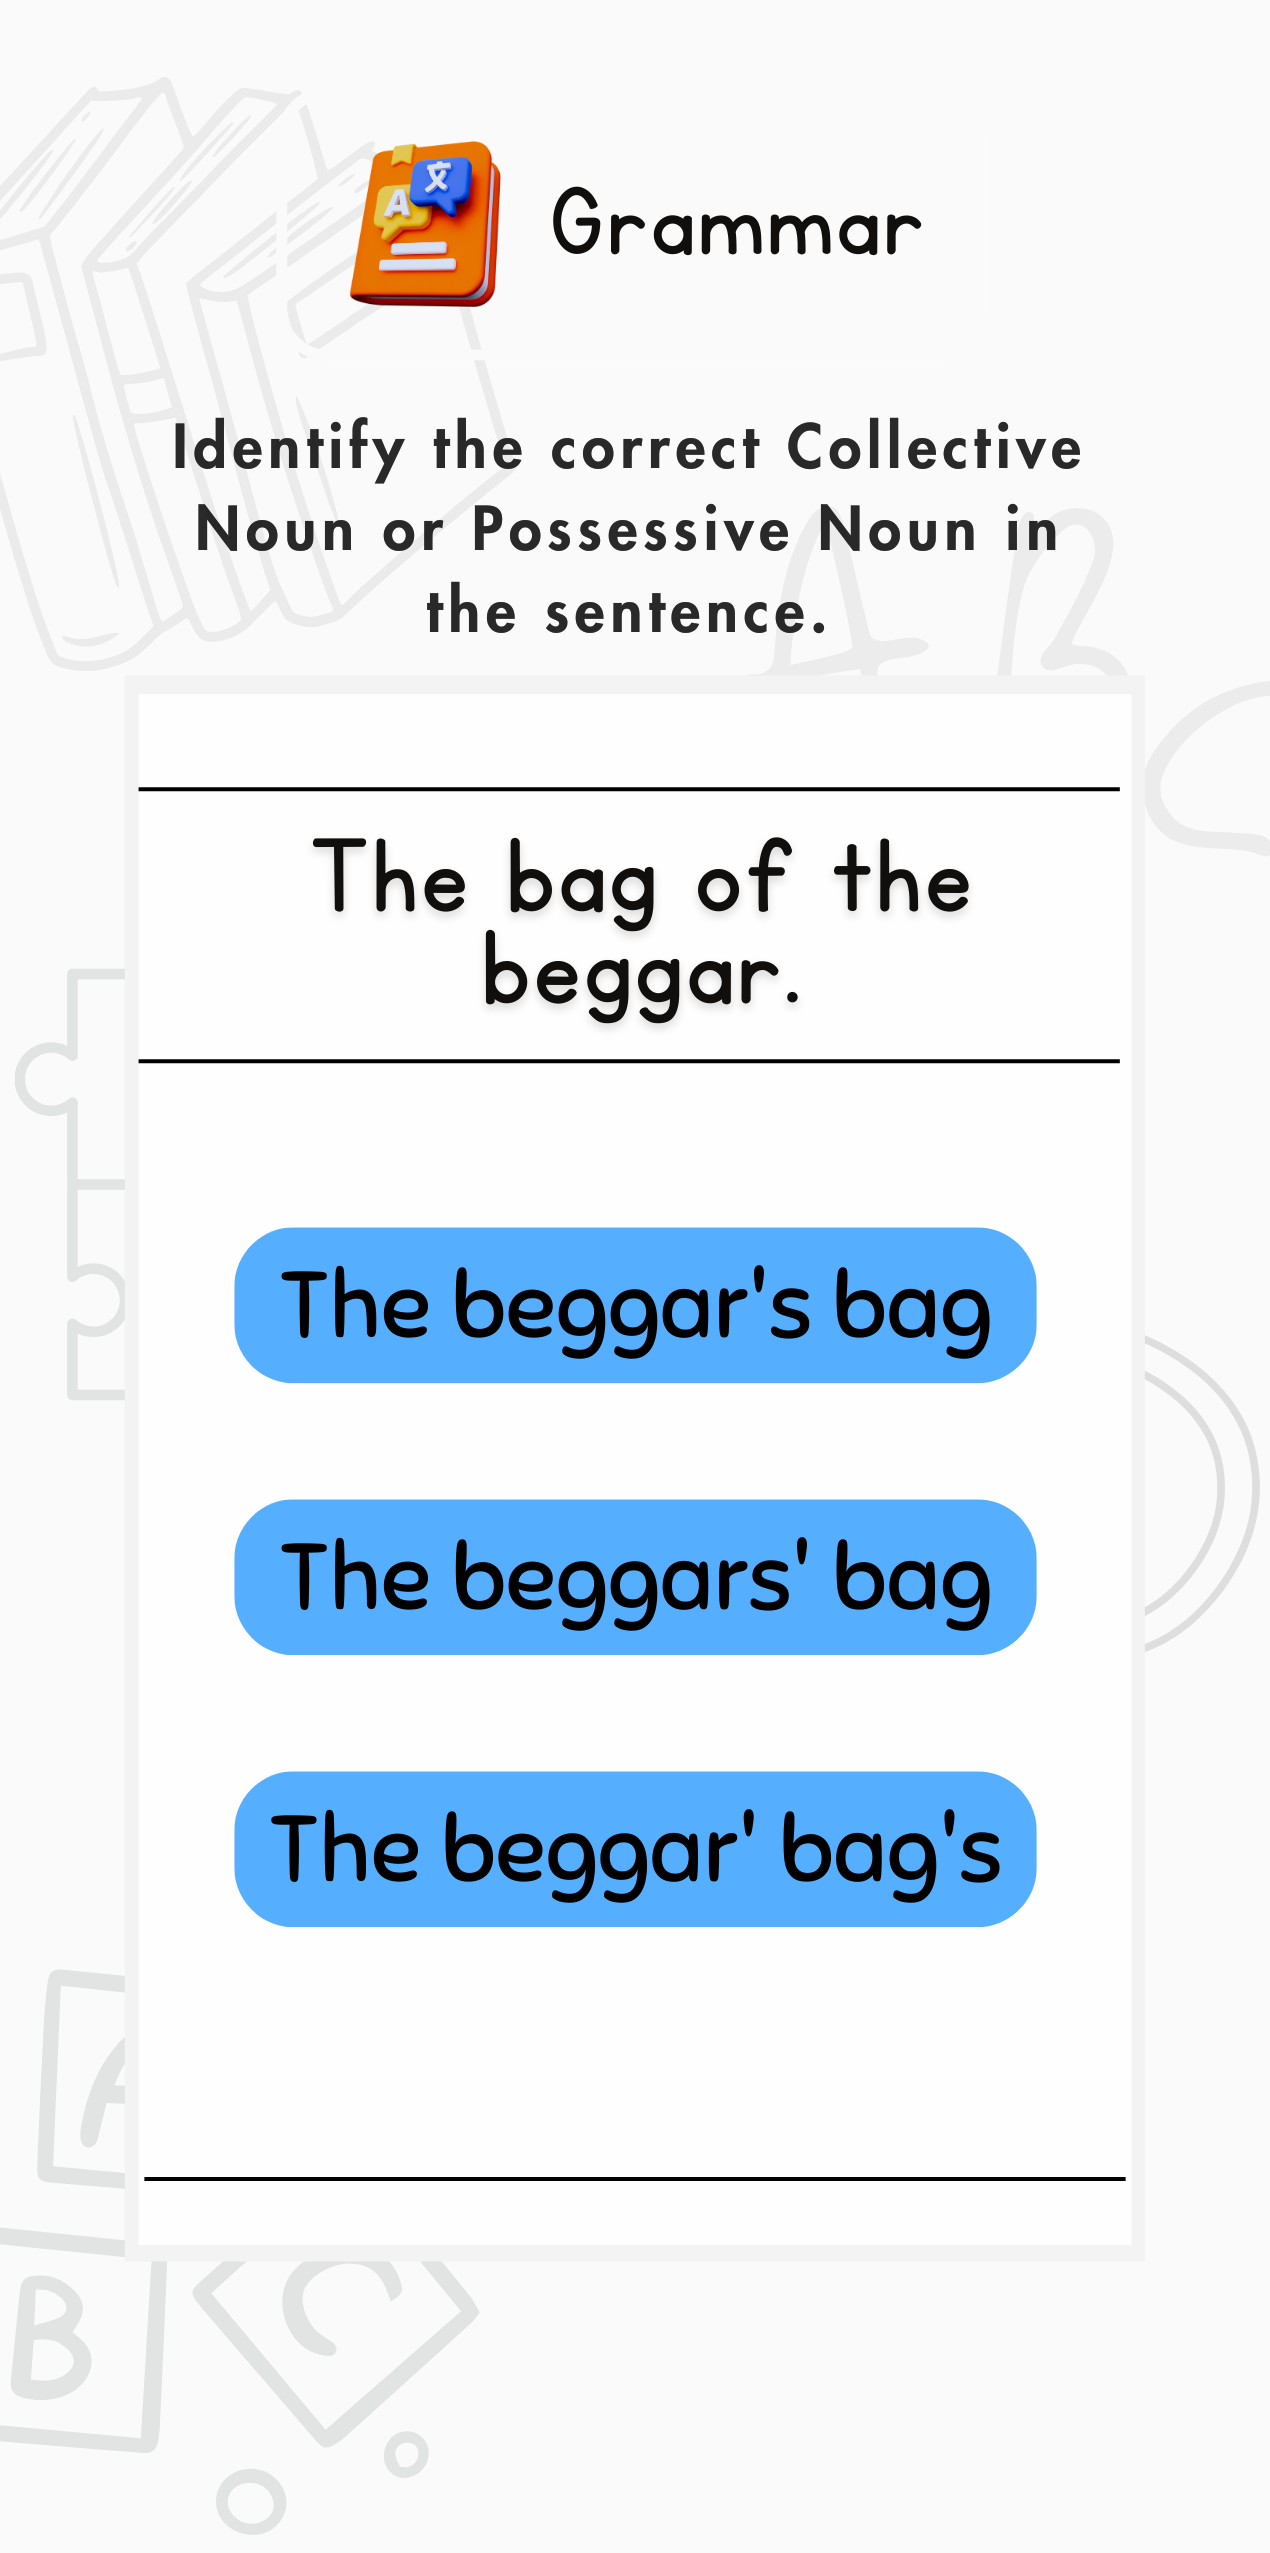 A 文
Grammar
Identify the correct Collective
Noun or Possessive Noun in
the sentence.
A B
The bag of the
beggar.
The beggar's bag
The beggars' bag
The beggar' bag's
A
B C